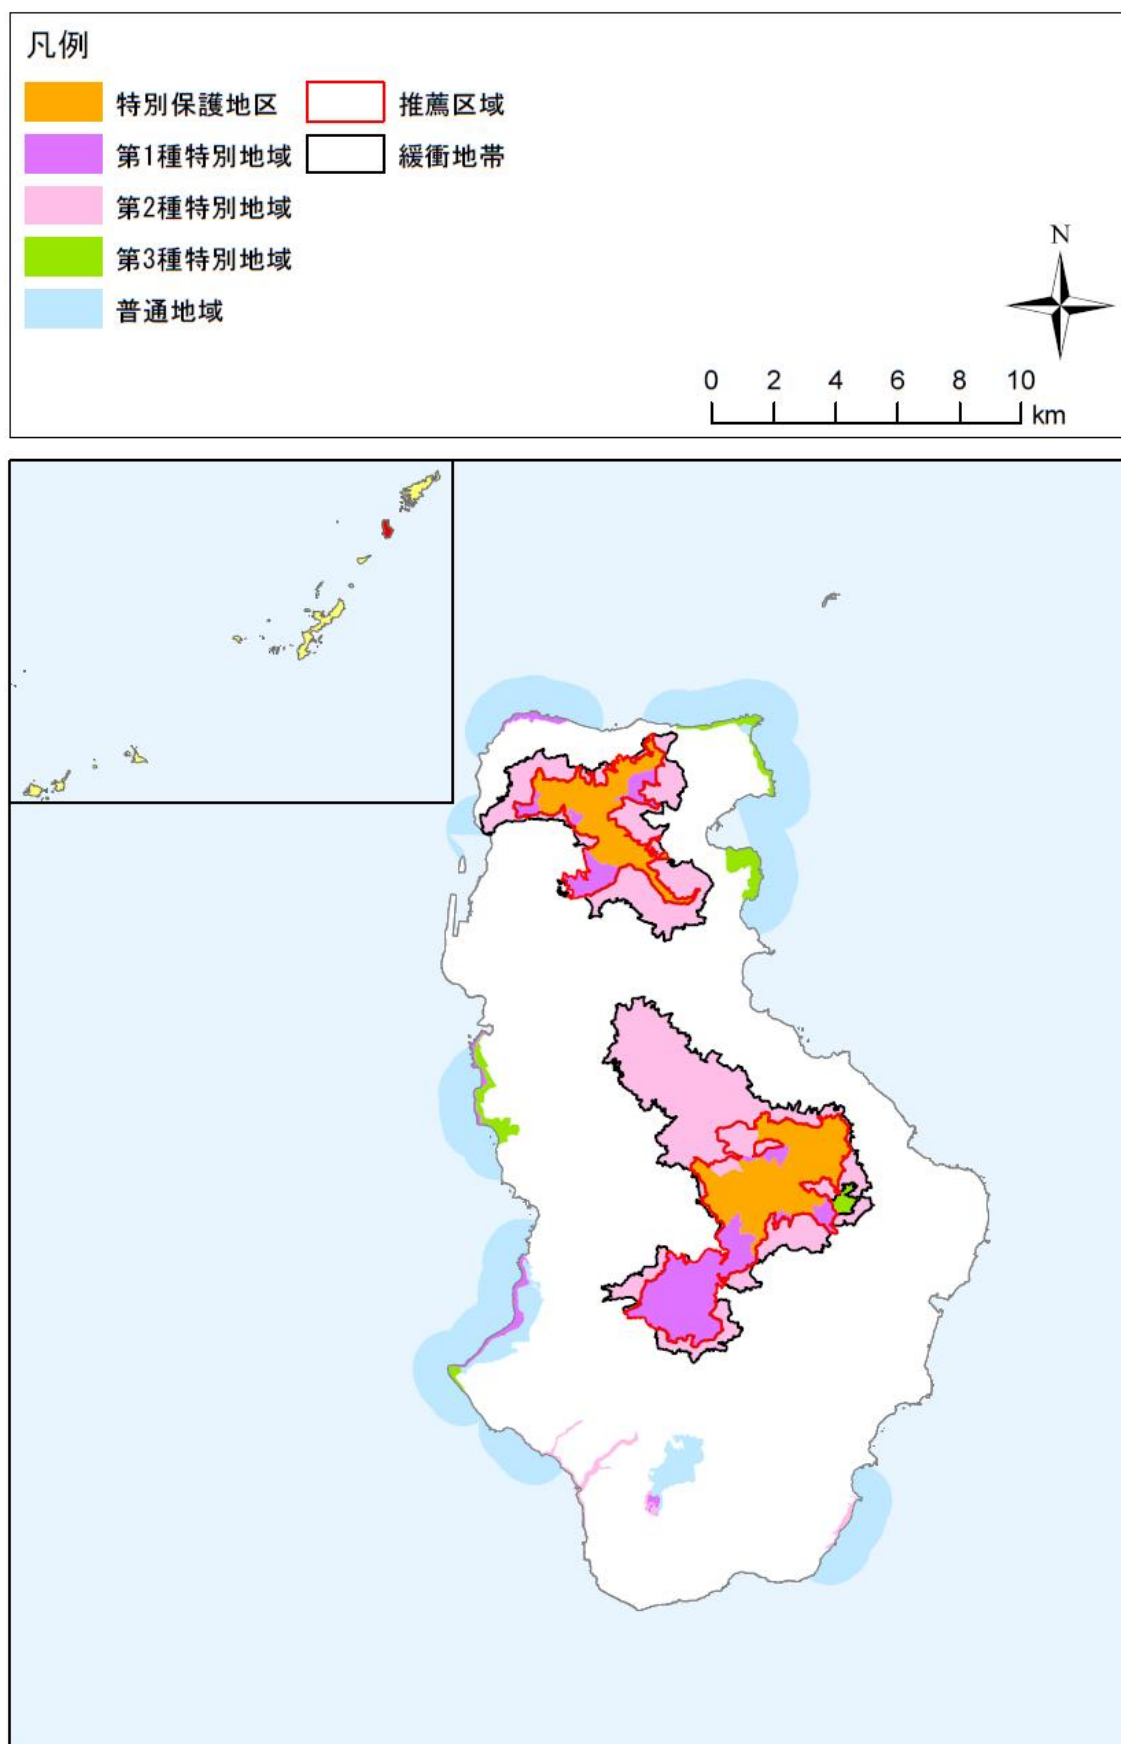 凡例
特別保護地区 推薦区域
第1種特別地域 緩衝地帯
第2種特別地域
第3種特別地域
普通地域
N
0 2 4 6 8 10
km